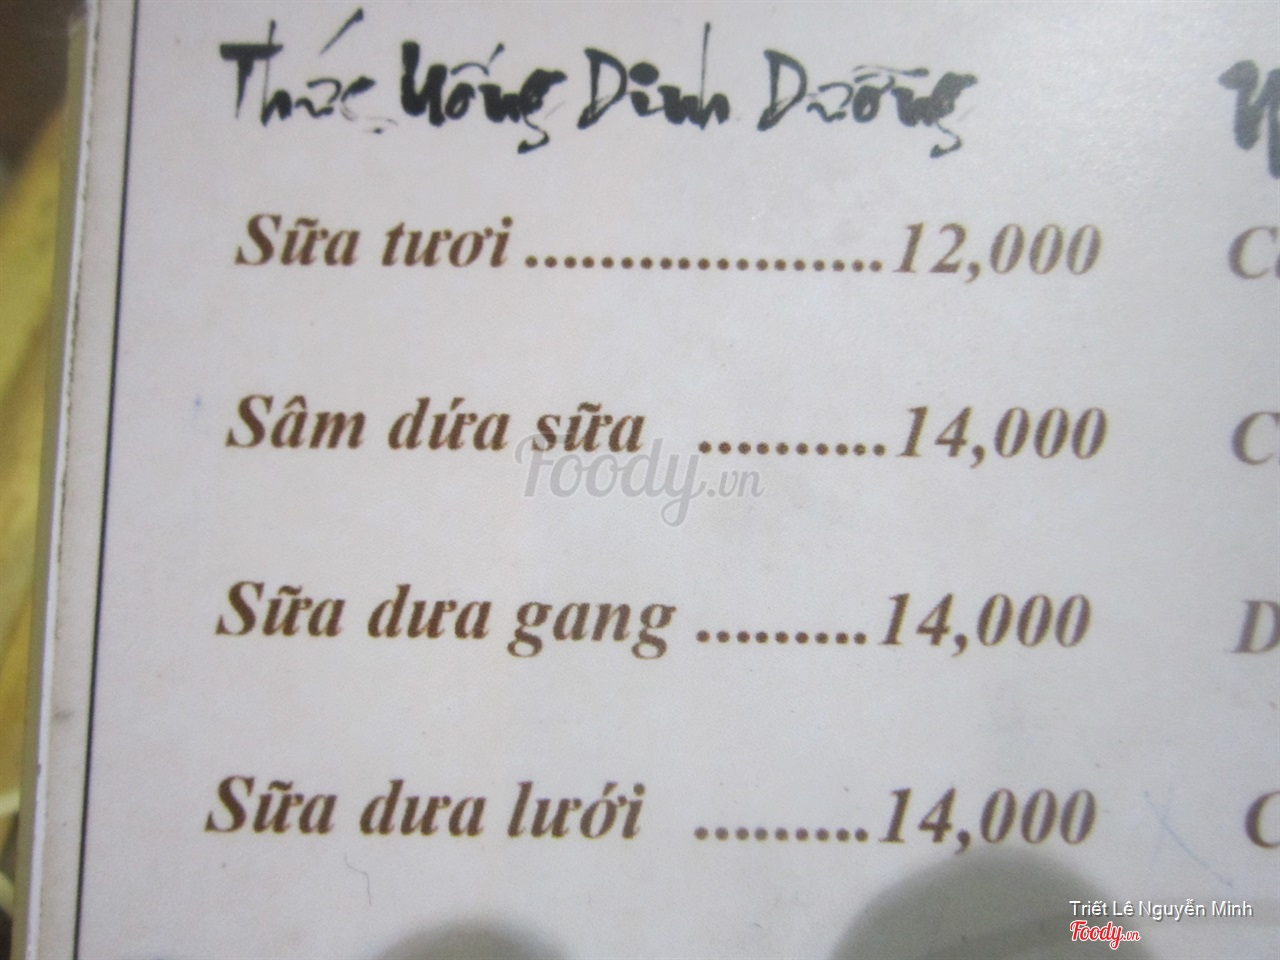 Thức Uống Dinh Dưỡng
Sữa tươi...................12,000
Sâm dứa sữa ..........14,000
Foody.vn
Sữa dưa gang.........14,000
Sữa dưa lưới .........14,000
Triết Lê Nguyễn Minh
Foody.vn